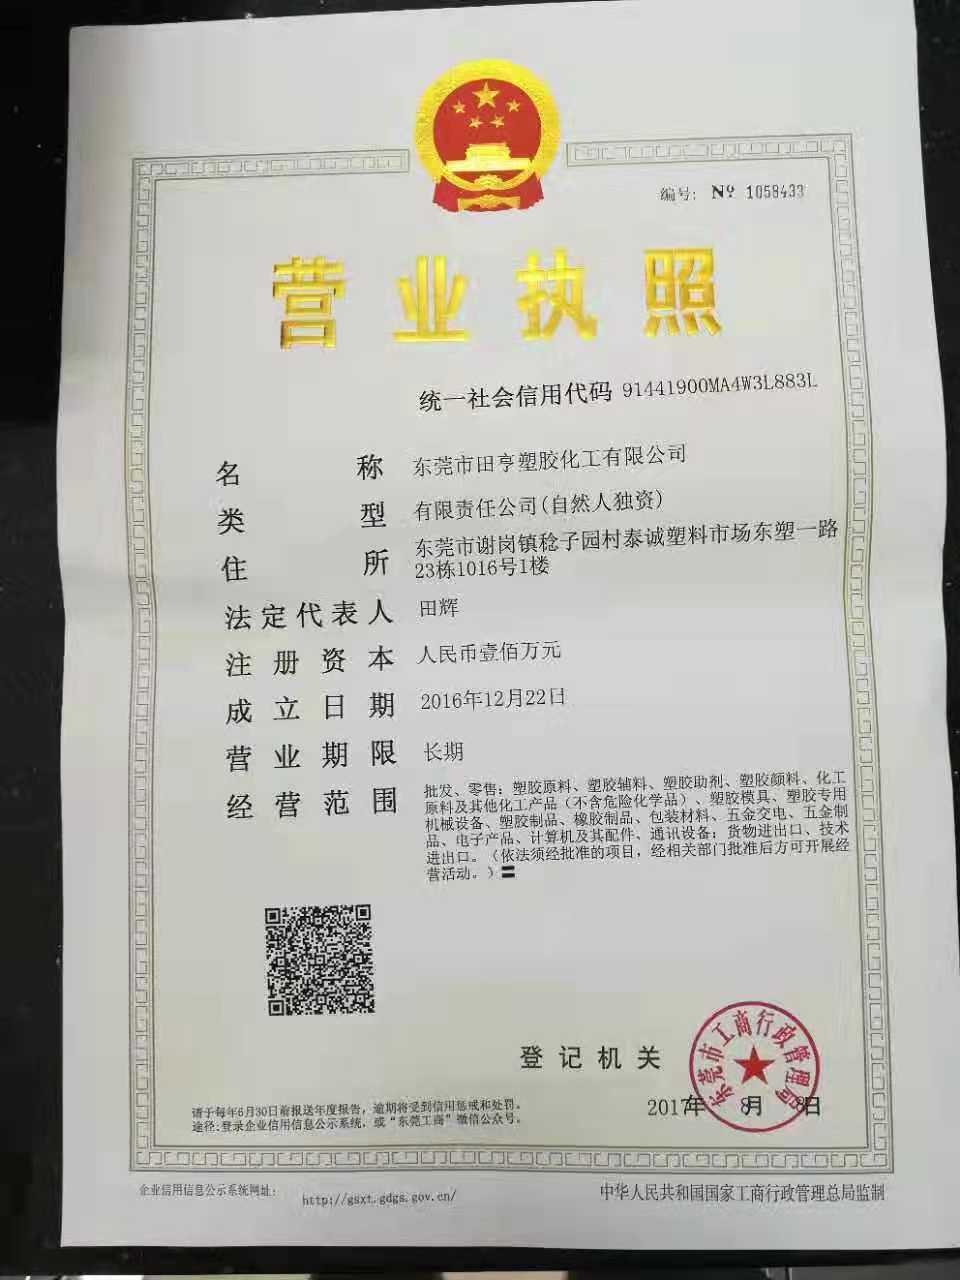 编号: № 1058433
营业执照
统一社会信用代码 91441900MA4W3L883L
名称 东莞市田亨塑胶化工有限公司
类型 有限责任公司(自然人独资)
住所 东莞市谢岗镇稔子园村泰诚塑料市场东塑一路
23栋1016号1楼
法定代表人 田辉
注册资本 人民币壹佰万元
成立日期 2016年12月22日
营业期限 长期
经营范围 批发、零售：塑胶原料、塑胶辅料、塑胶助剂、塑胶颜料、化工
原料及其他化工产品（不含危险化学品）、塑胶模具、塑胶专用
机械设备、塑胶制品、橡胶制品、包装材料、五金交电、五金制
品、电子产品、计算机及其配件、通讯设备；货物进出口、技术
进出口。（依法须经批准的项目，经相关部门批准后方可开展经
营活动。）〓
登记机关
东莞市工商行政管理局
2017年 8月 日
请于每年6月30日前报送年度报告，逾期将受到信用惩戒和处罚。
途径:登录企业信用信息公示系统，或“东莞工商”微信公众号。
企业信用信息公示系统网址: http://gsxt.gdgs.gov.cn/
中华人民共和国国家工商行政管理总局监制